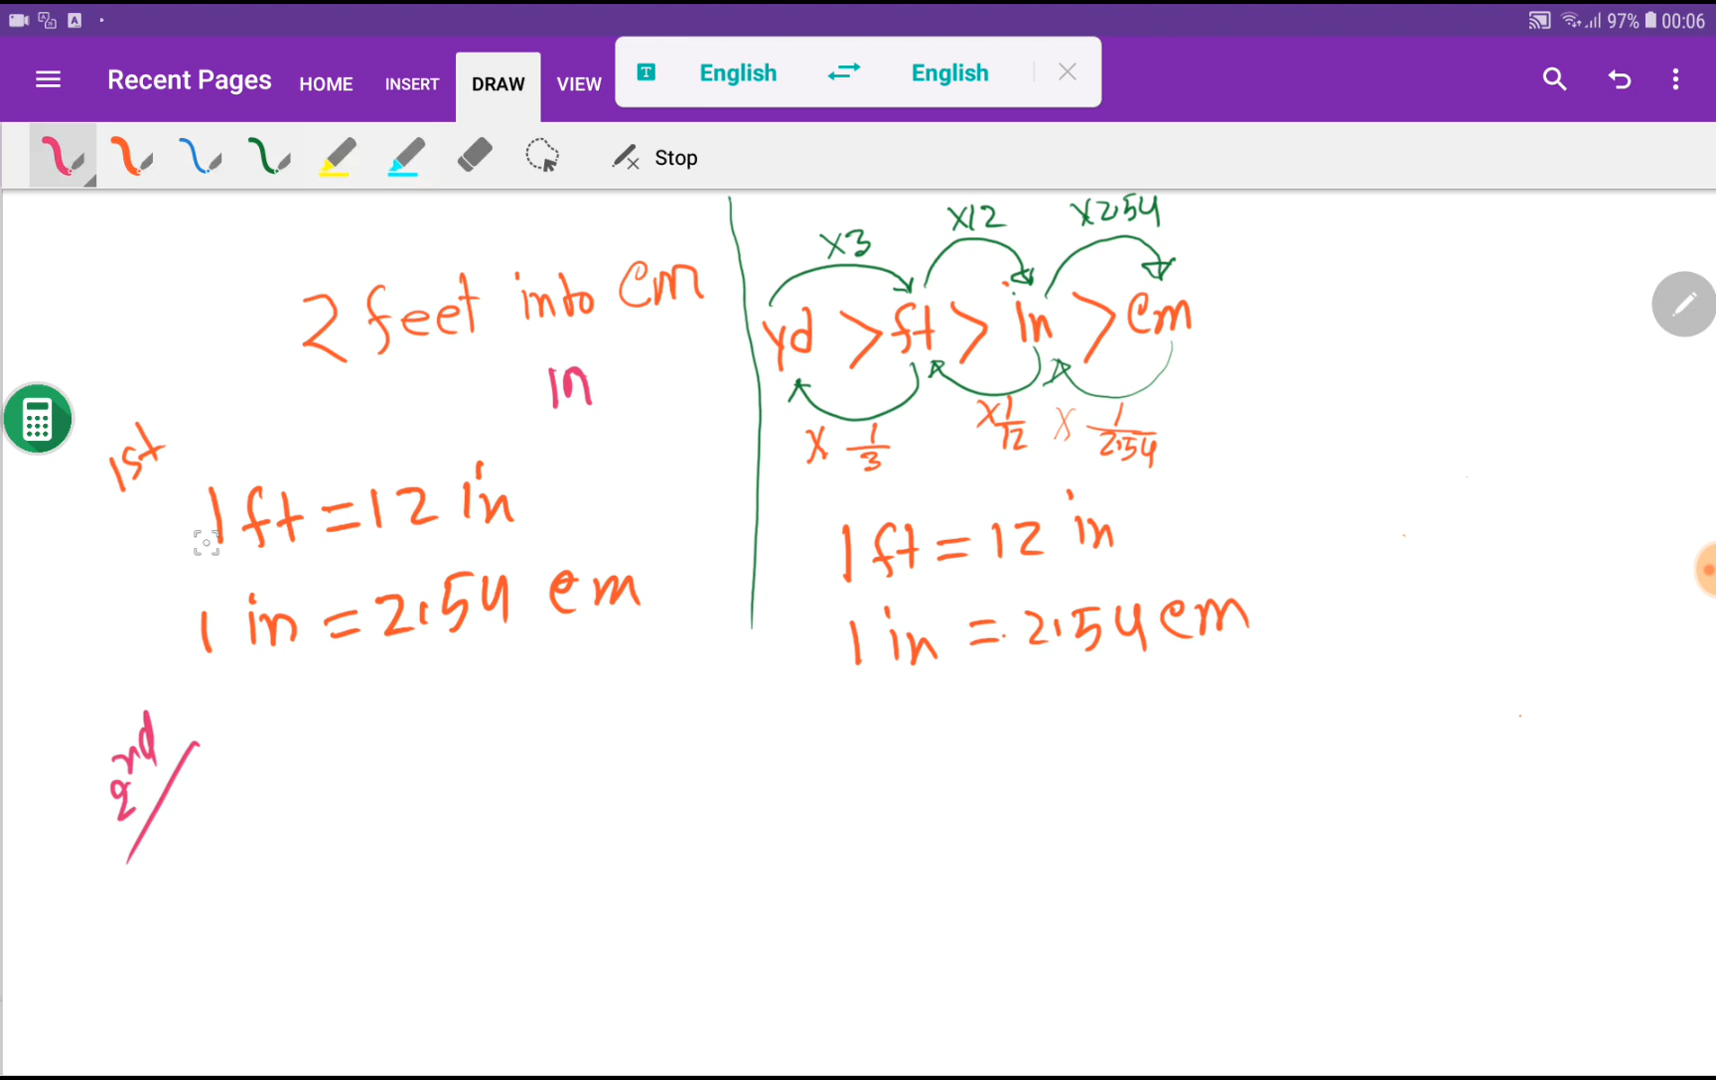 97% 00:06
Recent Pages HOME INSERT DRAW VIEW
English English
Stop
2 feet into cm
in
1st
1 ft = 12 in
1 in = 2.54 cm
2nd
x3 x12 x2.54
yd > ft > in > cm
x 1/3 x 1/12 x 1/2.54
1 ft = 12 in
1 in = 2.54 cm